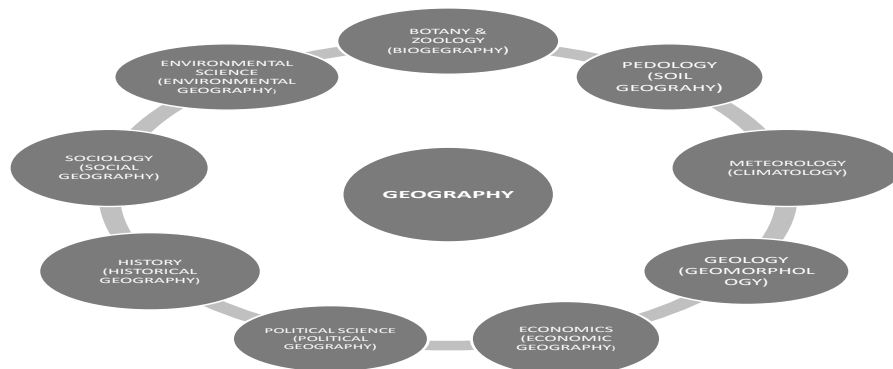 BOTANY &
ZOOLOGY
(BIOGEGRAPHY)
PEDOLOGY
(SOIL
GEOGRAHY)
METEOROLOGY
(CLIMATOLOGY)
GEOLOGY
(GEOMORPHOL
OGY)
ECONOMICS
(ECONOMIC
GEOGRAPHY)
POLITICAL SCIENCE
(POLITICAL
GEOGRAPHY)
HISTORY
(HISTORICAL
GEOGRAPHY)
SOCIOLOGY
(SOCIAL
GEOGRAPHY)
ENVIRONMENTAL
SCIENCE
(ENVIRONMENTAL
GEOGRAPHY)
GEOGRAPHY